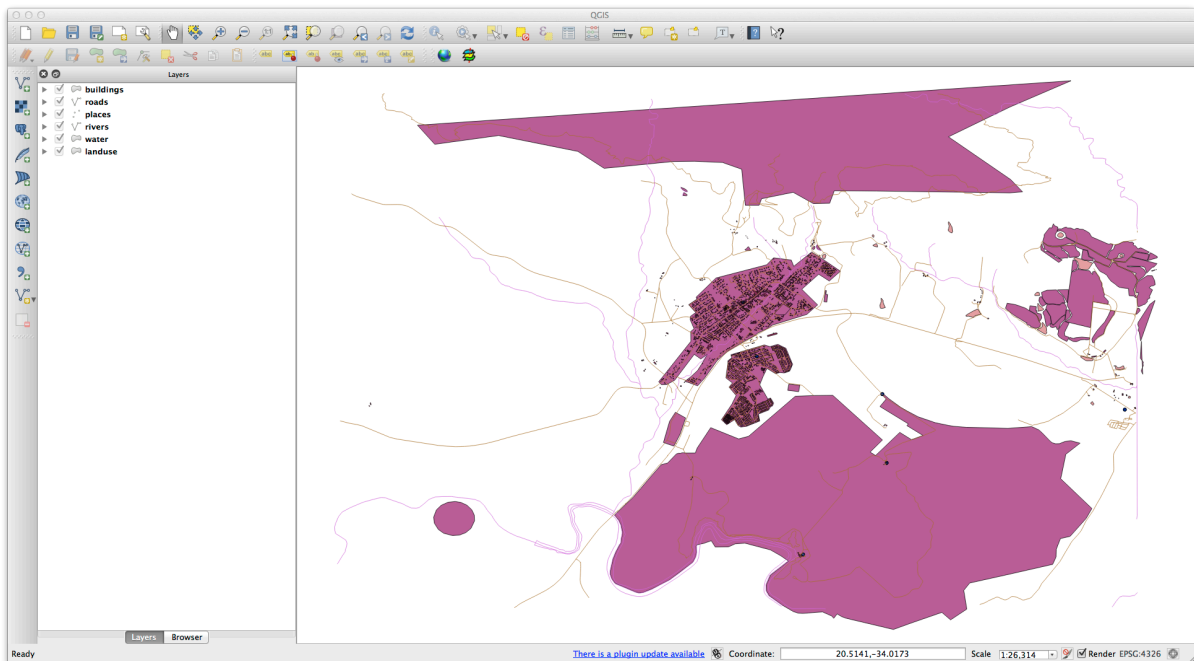 QGIS
Layers
buildings
roads
places
rivers
water
landuse
Layers Browser
Ready There is a plugin update available Coordinate: 20.5141,-34.0173 Scale 1:26,314 Render EPSG:4326